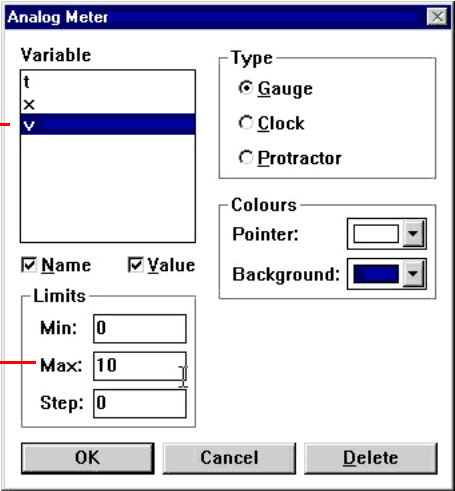 Analog Meter
Variable
t
x
v
Name Value
Limits
Min: 0
Max: 10
Step: 0
Type
Gauge
Clock
Protractor
Colours
Pointer:
Background:
OK Cancel Delete